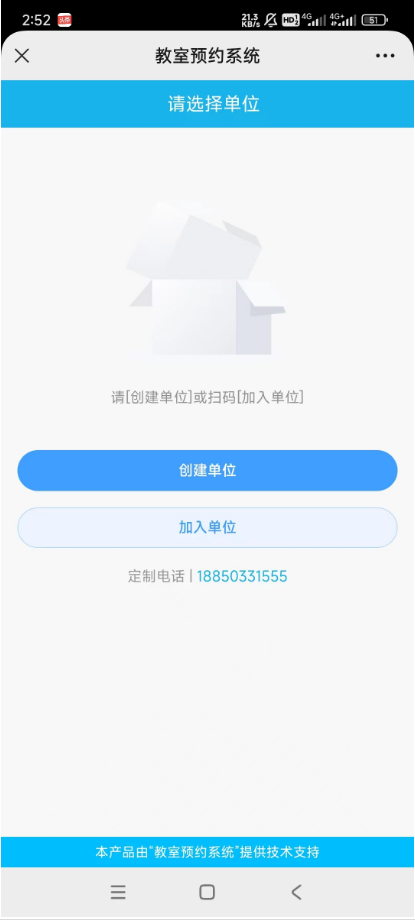 2:52 头条 21.3 KB/s HD 2 4G 4G+ 51
教室预约系统
请选择单位
请[创建单位]或扫码[加入单位]
创建单位
加入单位
定制电话 | 18850331555
本产品由"教室预约系统"提供技术支持